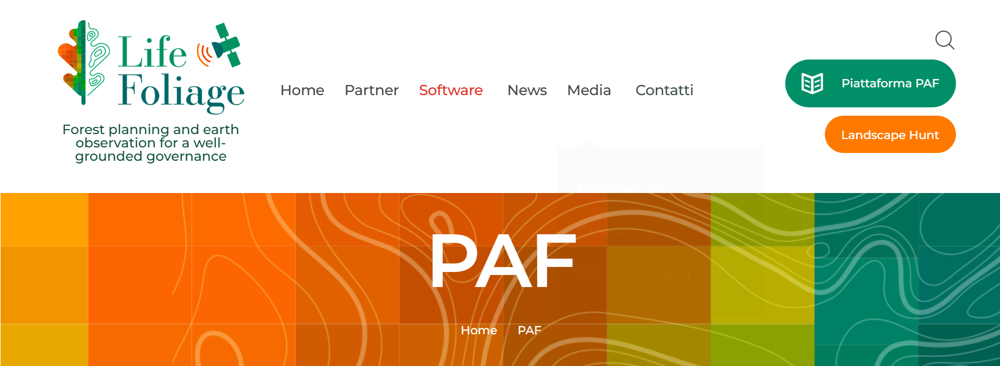 Life
Foliage
Forest planning and earth
observation for a well-
grounded governance
Home
Partner
Software
News
Media
Contatti
Piattaforma PAF
Landscape Hunt
Materiale informativo
Glossario e FAQ
Eventi formativi
PAF
Home
PAF